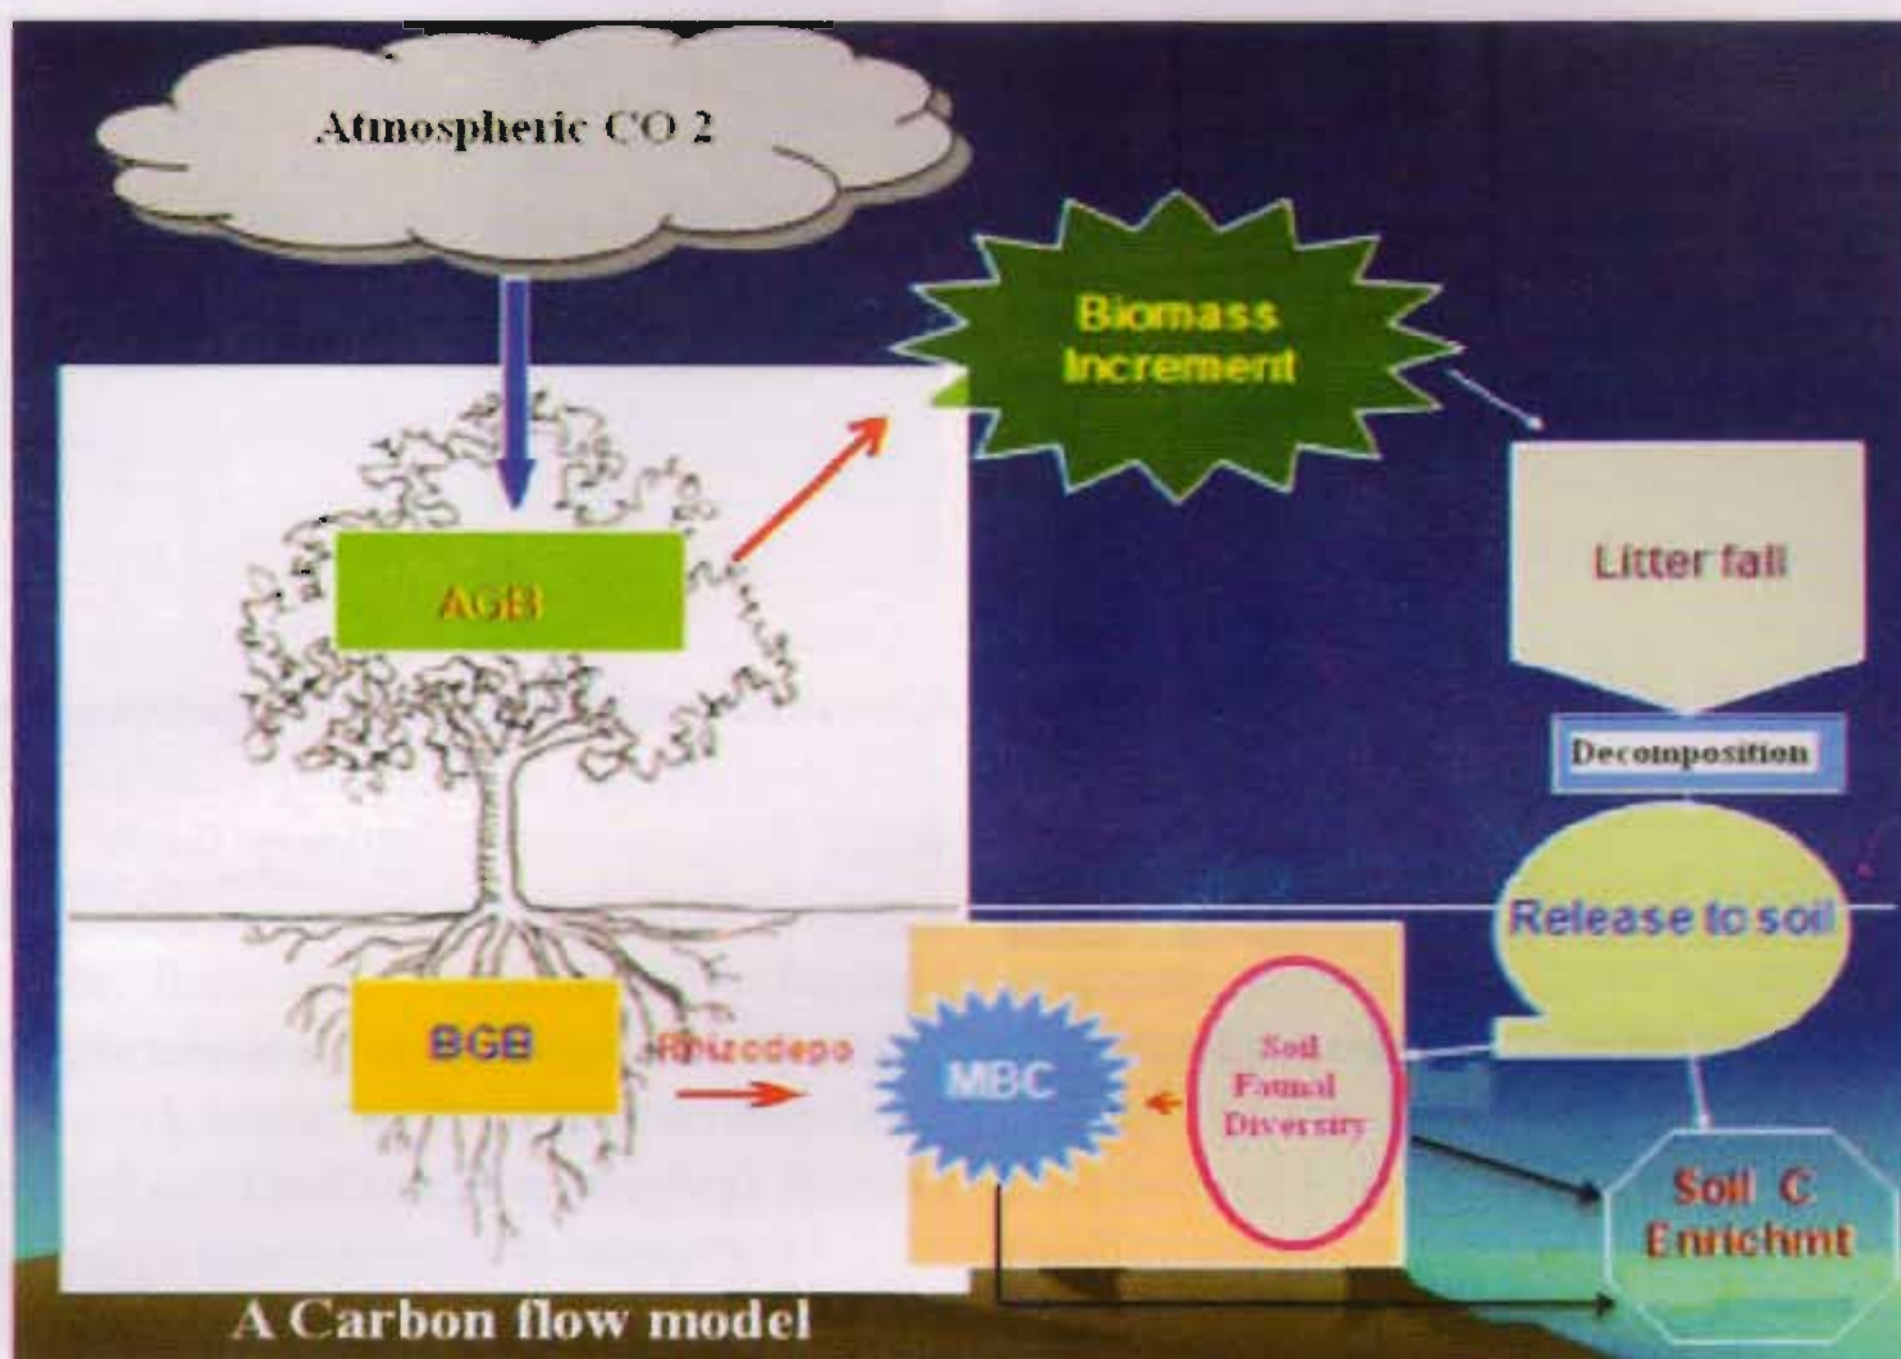 Atmospheric CO 2
Biomass
Increment
AGB
Litter fall
Decomposition
Release to soil
BGB
Rhizodepo
MBC
Soil
Faunal
Diversity
Soil C
Enrichmt
A Carbon flow model